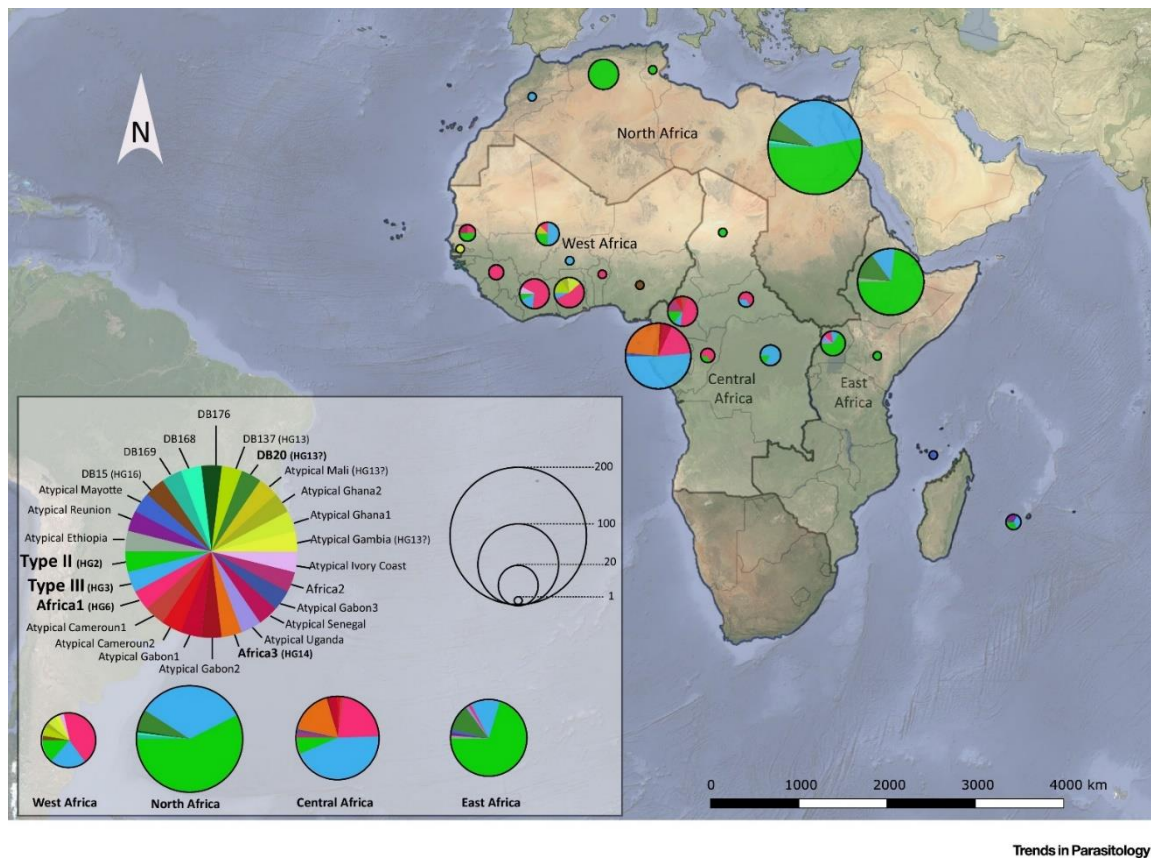 N
North Africa
West Africa
Central
Africa
East
Africa
DB176
DB168
DB137 (HG13)
DB169
DB20 (HG13?)
DB15 (HG16)
Atypical Mali (HG13?)
Atypical Mayotte
Atypical Ghana2
Atypical Reunion
Atypical Ghana1
Atypical Ethiopia
Atypical Gambia (HG13?)
Type II (HG2)
Atypical Ivory Coast
Type III (HG3)
Africa2
Africa1 (HG6)
Atypical Gabon3
Atypical Cameroun1
Atypical Senegal
Atypical Cameroun2
Atypical Uganda
Atypical Gabon1
Africa3 (HG14)
Atypical Gabon2
200
100
20
1
West Africa
North Africa
Central Africa
East Africa
0 1000 2000 3000 4000 km
Trends in Parasitology